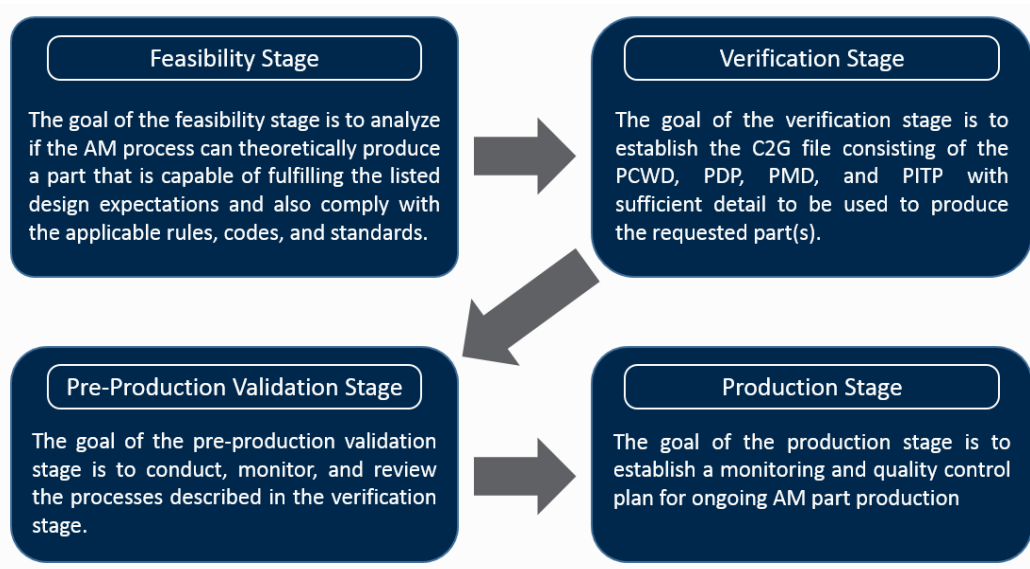 Feasibility Stage
The goal of the feasibility stage is to analyze
if the AM process can theoretically produce
a part that is capable of fulfilling the listed
design expectations and also comply with
the applicable rules, codes, and standards.
Verification Stage
The goal of the verification stage is to
establish the C2G file consisting of the
PCWD, PDP, PMD, and PITP with
sufficient detail to be used to produce
the requested part(s).
Pre-Production Validation Stage
The goal of the pre-production validation
stage is to conduct, monitor, and review
the processes described in the verification
stage.
Production Stage
The goal of the production stage is to
establish a monitoring and quality control
plan for ongoing AM part production